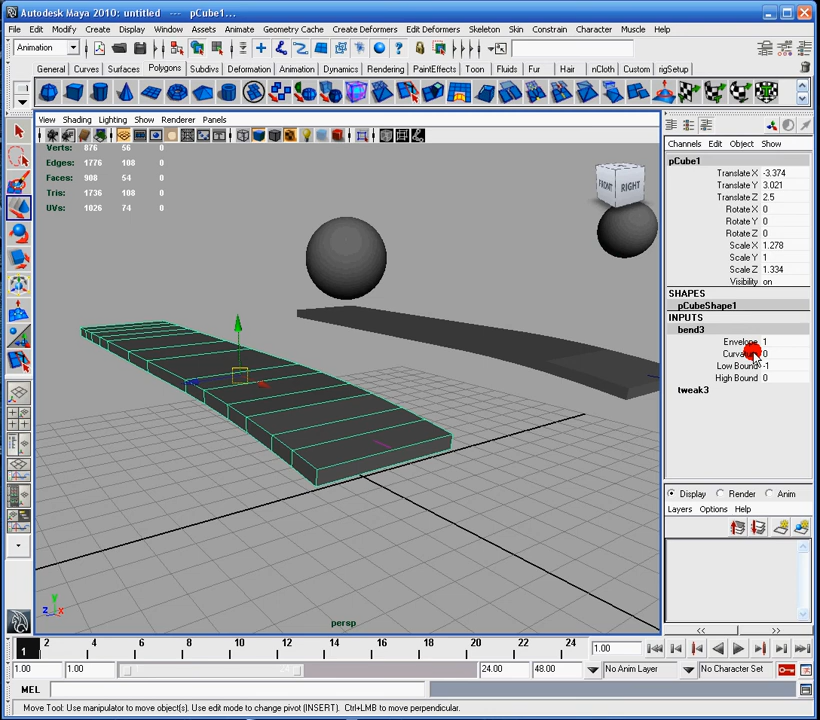 Autodesk Maya 2010: untitled --- pCube1...
File Edit Modify Create Display Window Assets Animate Geometry Cache Create Deformers Edit Deformers Skeleton Skin Constrain Character Muscle Help
Animation
General Curves Surfaces Polygons Subdivs Deformation Animation Dynamics Rendering PaintEffects Toon Fluids Fur Hair nCloth Custom rigSetup
View Shading Lighting Show Renderer Panels
Verts: 876 56 0
Edges: 1776 108 0
Faces: 908 54 0
Tris: 1736 108 0
UVs: 1026 74 0
FRONT RIGHT
persp
Channels Edit Object Show
pCube1
Translate X -3.374
Translate Y 3.021
Translate Z 2.5
Rotate X 0
Rotate Y 0
Rotate Z 0
Scale X 1.278
Scale Y 1
Scale Z 1.334
Visibility on
SHAPES
pCubeShape1
INPUTS
bend3
Envelope 1
Curva 0
Low Bound -1
High Bound 0
tweak3
Display Render Anim
Layers Options Help
<< >>
1 2 4 6 8 10 12 14 16 18 20 22 24 1.00
1.00 1.00 24.00 48.00 No Anim Layer No Character Set
MEL
Move Tool: Use manipulator to move object(s). Use edit mode to change pivot (INSERT). Ctrl+LMB to move perpendicular.